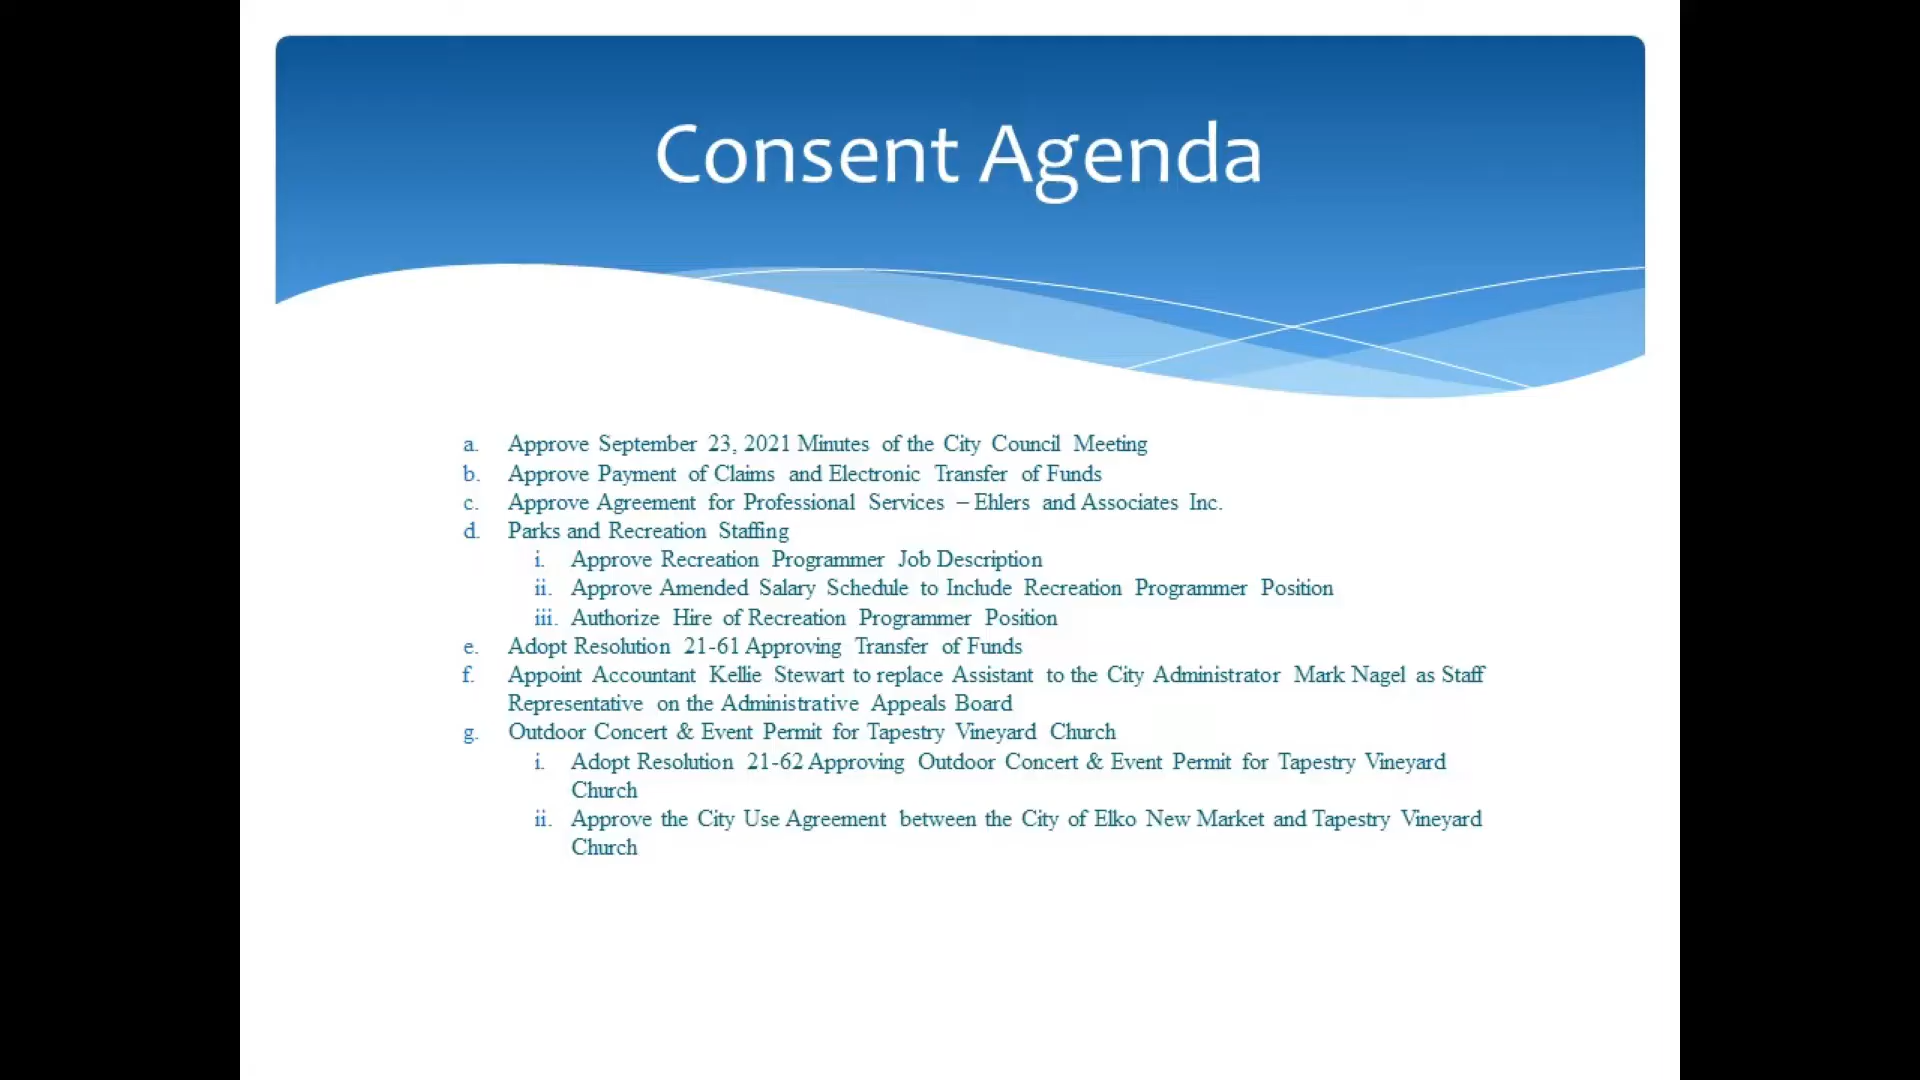 Consent Agenda
a. Approve September 23, 2021 Minutes of the City Council Meeting
b. Approve Payment of Claims and Electronic Transfer of Funds
c. Approve Agreement for Professional Services – Ehlers and Associates Inc.
d. Parks and Recreation Staffing
i. Approve Recreation Programmer Job Description
ii. Approve Amended Salary Schedule to Include Recreation Programmer Position
iii. Authorize Hire of Recreation Programmer Position
e. Adopt Resolution 21-61 Approving Transfer of Funds
f. Appoint Accountant Kellie Stewart to replace Assistant to the City Administrator Mark Nagel as Staff
Representative on the Administrative Appeals Board
g. Outdoor Concert & Event Permit for Tapestry Vineyard Church
i. Adopt Resolution 21-62 Approving Outdoor Concert & Event Permit for Tapestry Vineyard
Church
ii. Approve the City Use Agreement between the City of Elko New Market and Tapestry Vineyard
Church